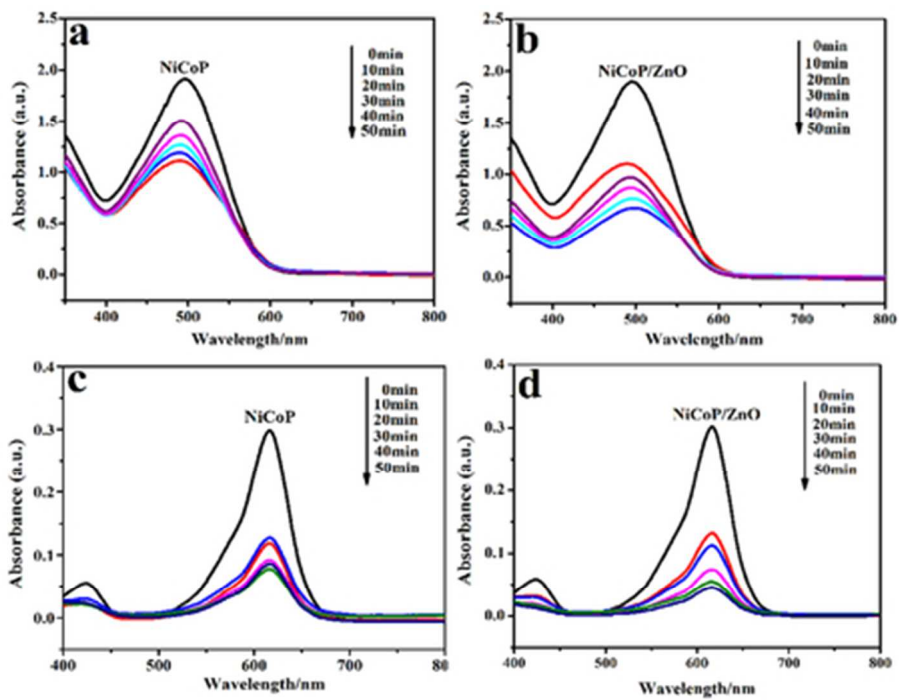 a
NiCoP
0min
10min
20min
30min
40min
50min
2.5
2.0
1.5
1.0
0.5
0.0
Absorbance (a.u.)
400 500 600 700 800
Wavelength/nm
b
NiCoP/ZnO
0min
10min
20min
30min
40min
50min
2.5
2.0
1.5
1.0
0.5
0.0
Absorbance (a.u.)
400 500 600 700 800
Wavelength/nm
c
NiCoP
0min
10min
20min
30min
40min
50min
0.4
0.3
0.2
0.1
0.0
Absorbance (a.u.)
400 500 600 700 80
Wavelength/nm
d
NiCoP/ZnO
0min
10min
20min
30min
40min
50min
0.4
0.3
0.2
0.1
0.0
Absorbance (a.u.)
400 500 600 700 800
Wavelength/nm